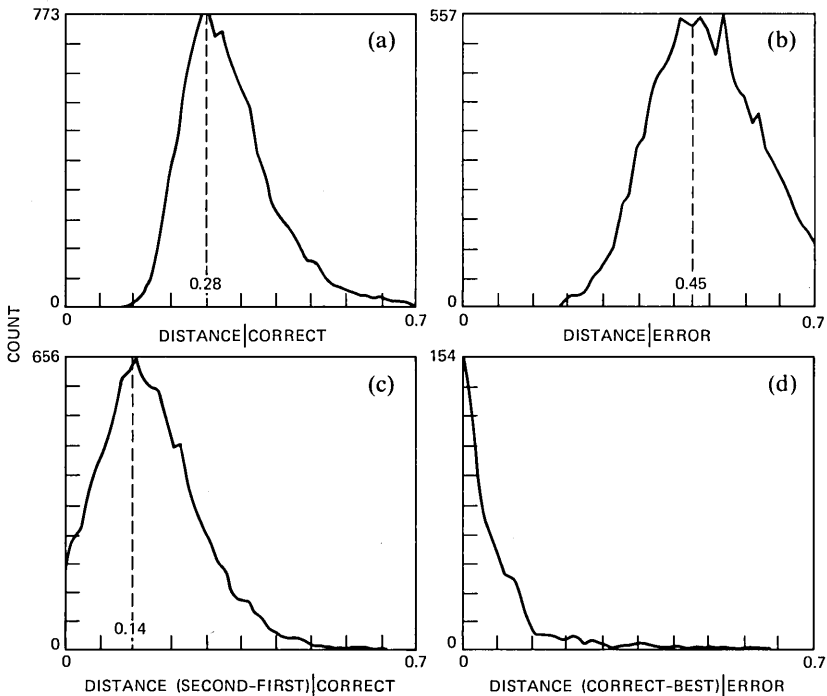 773
(a)
0.28
0
0
0.7
DISTANCE|CORRECT
557
(b)
0.45
0
0
0.7
DISTANCE|ERROR
COUNT
656
(c)
0.14
0
0
0.7
DISTANCE (SECOND-FIRST)|CORRECT
154
(d)
0
0
0.7
DISTANCE (CORRECT-BEST)|ERROR